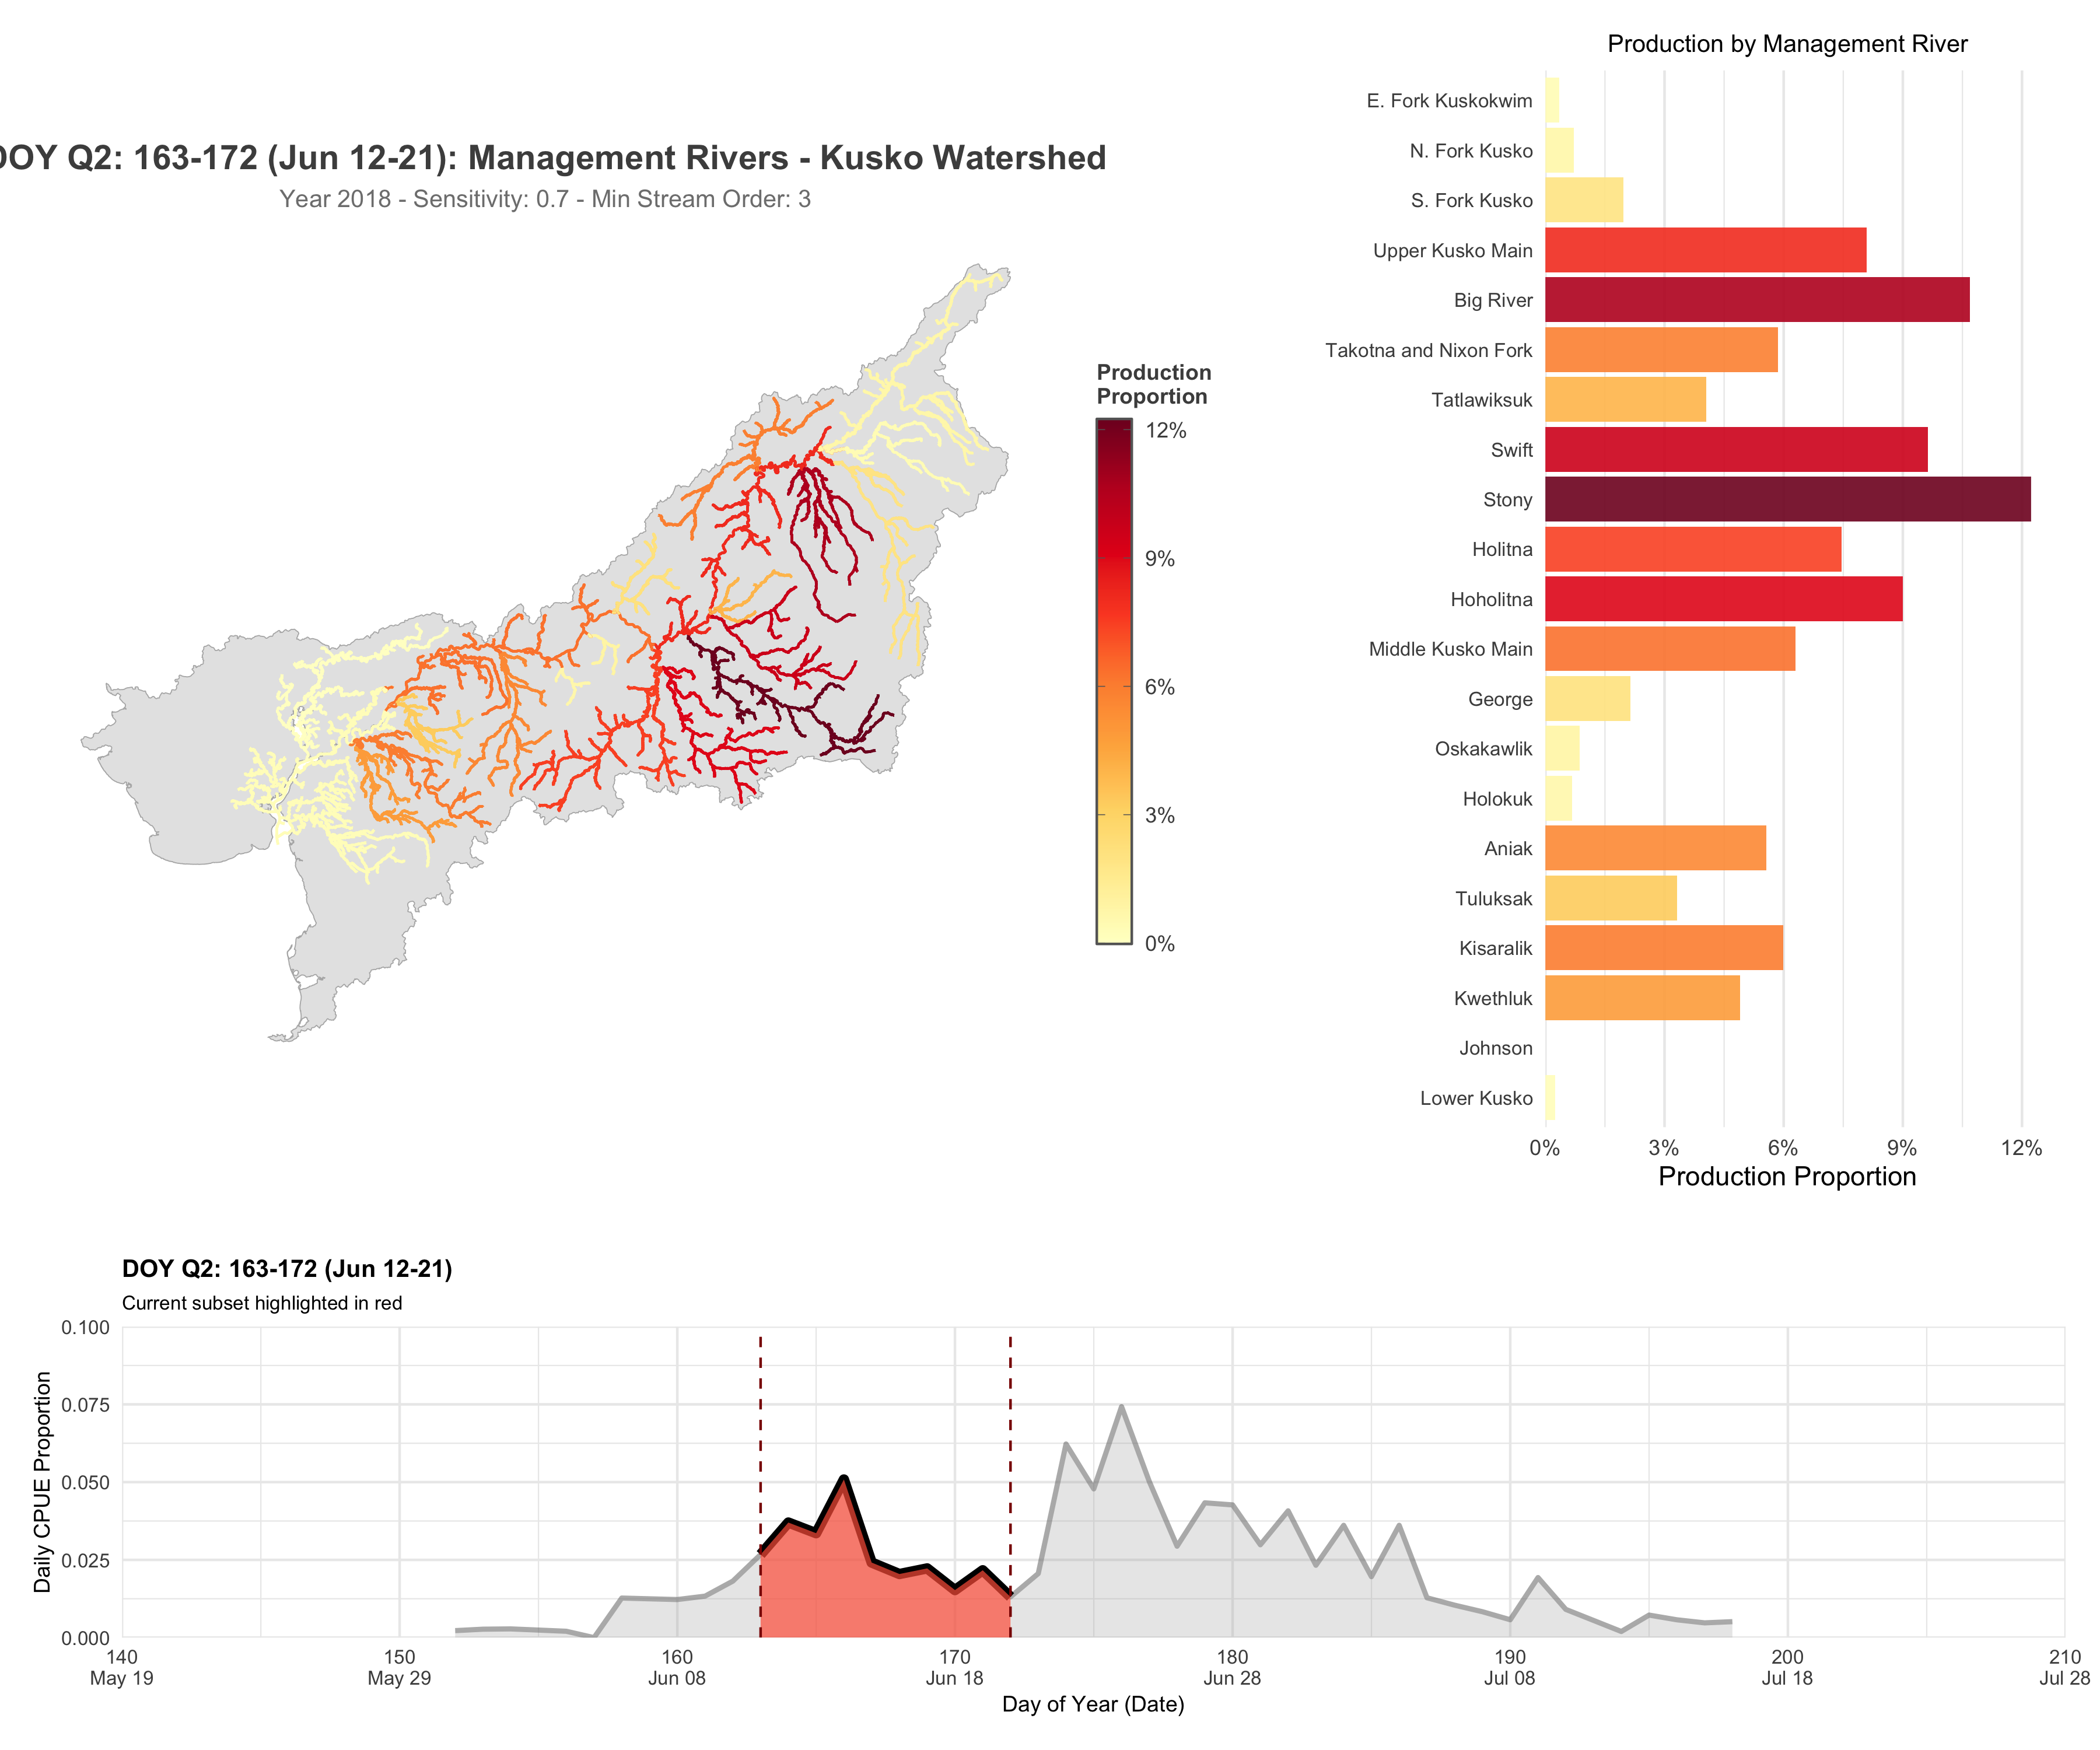 OY Q2: 163-172 (Jun 12-21): Management Rivers - Kusko Watershed
Year 2018 - Sensitivity: 0.7 - Min Stream Order: 3
Production
Proportion
12%
9%
6%
3%
0%
Production by Management River
E. Fork Kuskokwim
N. Fork Kusko
S. Fork Kusko
Upper Kusko Main
Big River
Takotna and Nixon Fork
Tatlawiksuk
Swift
Stony
Holitna
Hoholitna
Middle Kusko Main
George
Oskakawlik
Holokuk
Aniak
Tuluksak
Kisaralik
Kwethluk
Johnson
Lower Kusko
0% 3% 6% 9% 12%
Production Proportion
DOY Q2: 163-172 (Jun 12-21)
Current subset highlighted in red
Daily CPUE Proportion
0.100
0.075
0.050
0.025
0.000
140 150 160 170 180 190 200 210
May 19 May 29 Jun 08 Jun 18 Jun 28 Jul 08 Jul 18 Jul 28
Day of Year (Date)